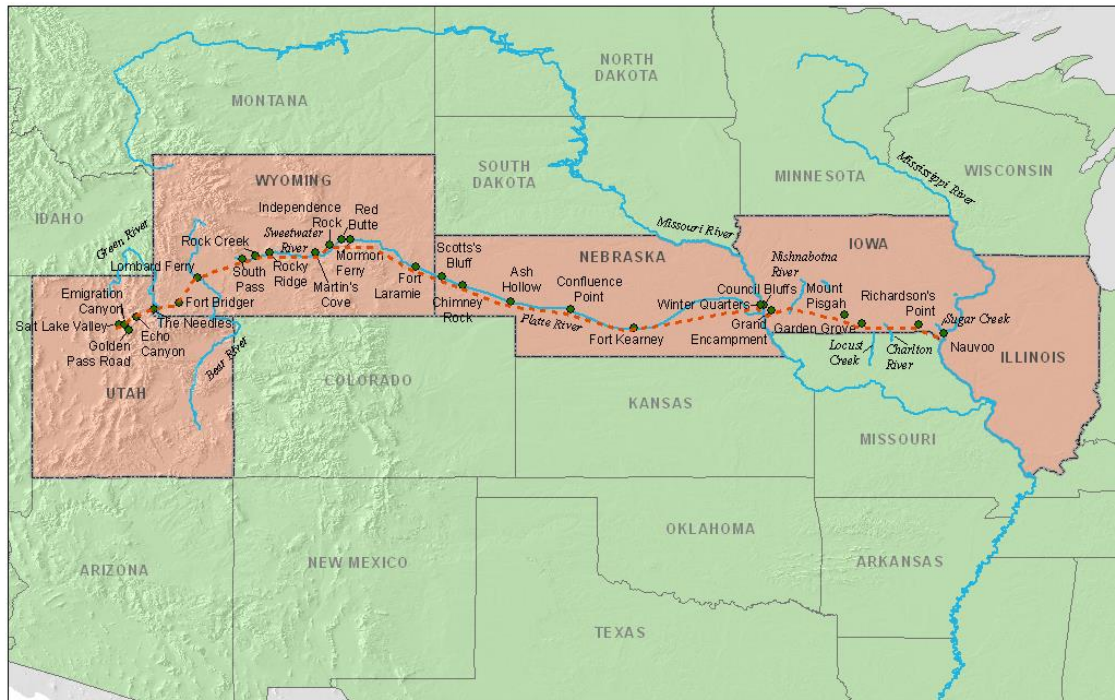 NORTH
DAKOTA
MONTANA
MINNESOTA
Mississippi River
WISCONSIN
SOUTH
DAKOTA
WYOMING
IDAHO
Independence
Rock
Red
Butte
Sweetwater
River
Green River
Rock Creek
Missouri River
IOWA
NEBRASKA
Scotts's
Bluff
Mormon
Ferry
Lombard Ferry
South
Pass
Rocky
Ridge
Martin's
Cove
Fort
Laramie
Ash
Hollow
Confluence
Point
Mishnabotna
River
Council Bluffs
Winter Quarters
Mount
Pisgah
Richardson's
Point
Emigration
Canyon
Fort Bridger
Chimney
Rock
Platte River
Sugar Creek
Salt Lake Valley
The Needles
Golden
Pass Road
Echo
Canyon
Fort Kearney
Grand
Encampment
Garden Grove
Locust
Creek
Charlton
River
Nauvoo
Bear River
ILLINOIS
UTAH
COLORADO
KANSAS
MISSOURI
OKLAHOMA
ARKANSAS
ARIZONA
NEW MEXICO
TEXAS